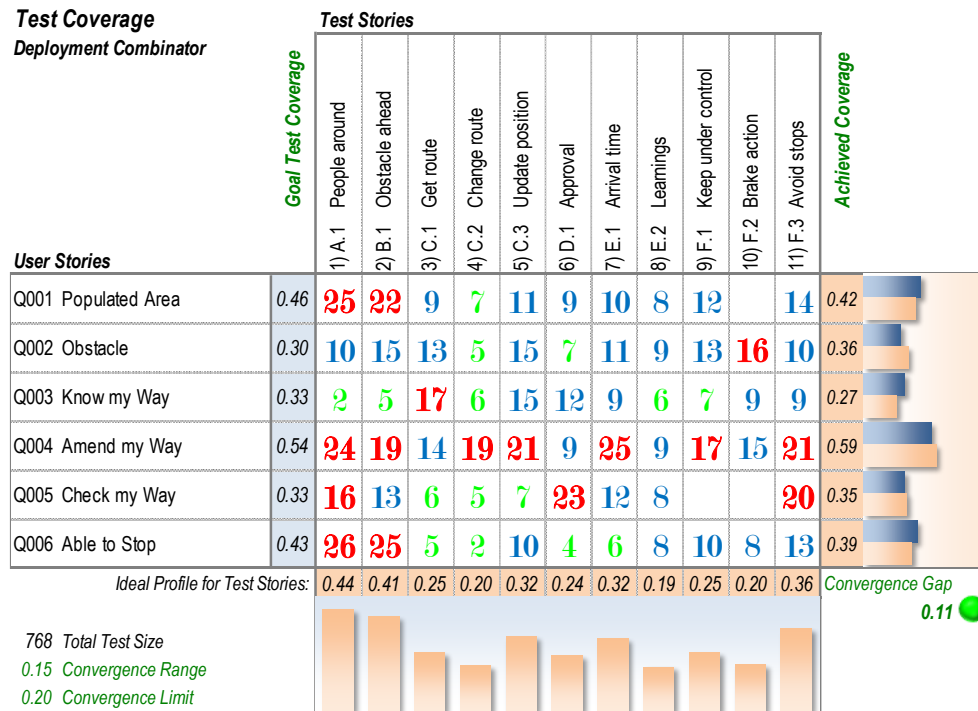 Test Coverage
Deployment Combinator
Test Stories
Goal Test Coverage
1) A.1 People around
2) B.1 Obstacle ahead
3) C.1 Get route
4) C.2 Change route
5) C.3 Update position
6) D.1 Approval
7) E.1 Arrival time
8) E.2 Learnings
9) F.1 Keep under control
10) F.2 Brake action
11) F.3 Avoid stops
Achieved Coverage
User Stories
Q001 Populated Area 0.46 25 22 9 7 11 9 10 8 12 14 0.42
Q002 Obstacle 0.30 10 15 13 5 15 7 11 9 13 16 10 0.36
Q003 Know my Way 0.33 2 5 17 6 15 12 9 6 7 9 9 0.27
Q004 Amend my Way 0.54 24 19 14 19 21 9 25 9 17 15 21 0.59
Q005 Check my Way 0.33 16 13 6 5 7 23 12 8 20 0.35
Q006 Able to Stop 0.43 26 25 5 2 10 4 6 8 10 8 13 0.39
Ideal Profile for Test Stories: 0.44 0.41 0.25 0.20 0.32 0.24 0.32 0.19 0.25 0.20 0.36 Convergence Gap
0.11
768 Total Test Size
0.15 Convergence Range
0.20 Convergence Limit